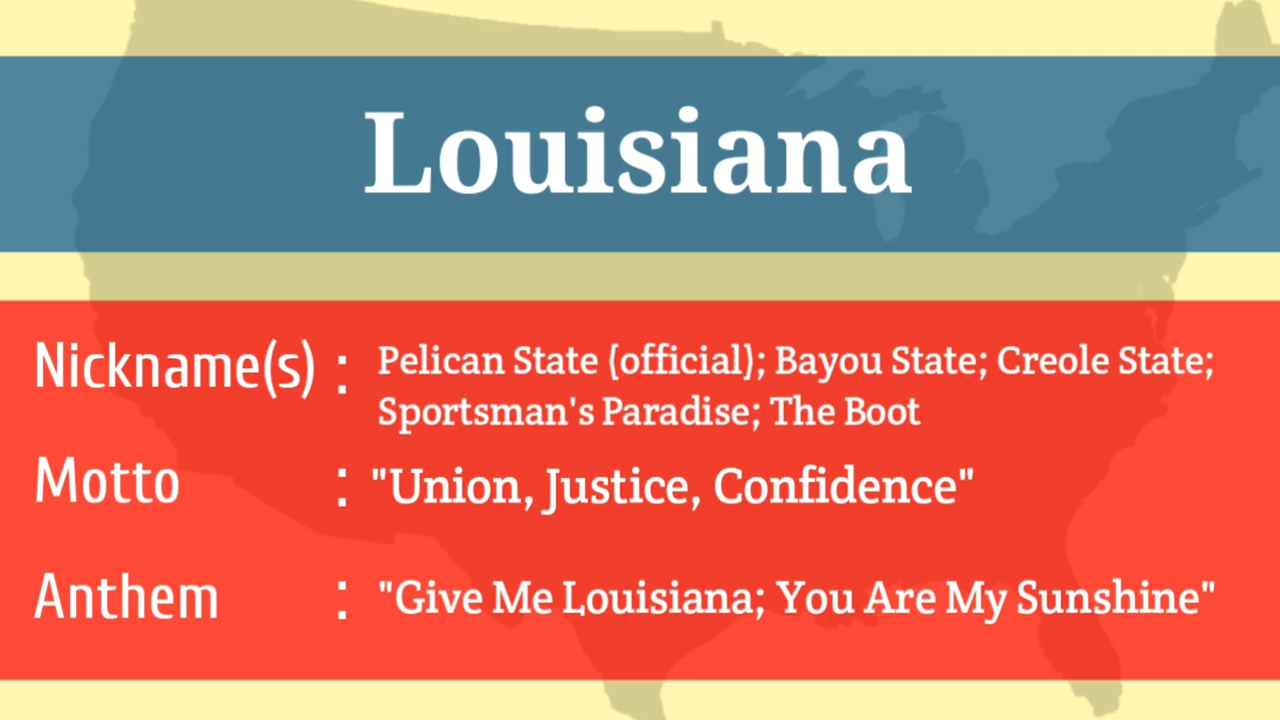 Louisiana
Nickname(s) : Pelican State (official); Bayou State; Creole State;
Sportsman's Paradise; The Boot
Motto : "Union, Justice, Confidence"
Anthem : "Give Me Louisiana; You Are My Sunshine"